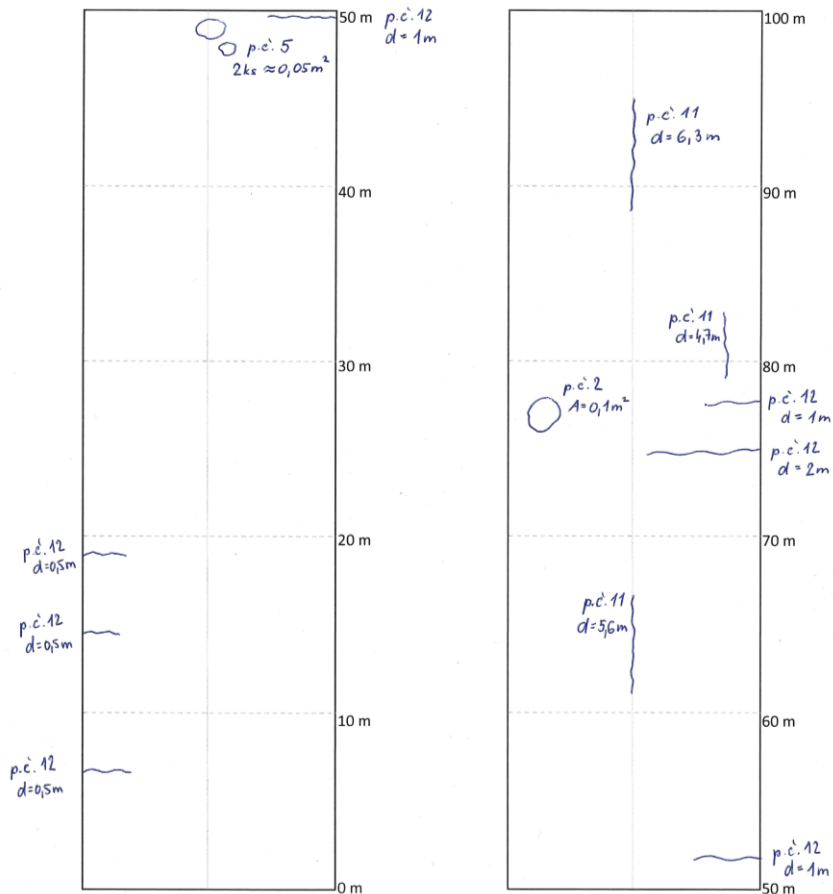 50 m
p.č. 12
d = 1m
p.č. 5
2ks ≈ 0,05 m²
40 m
30 m
20 m
p.č. 12
d=0,5m
p.č. 12
d=0,5m
10 m
p.č. 12
d=0,5m
0 m
100 m
p.č. 11
d = 6,3 m
90 m
p.č. 11
d=4,7m
80 m
p.č. 2
A=0,1m²
p.č. 12
d = 1m
p.č. 12
d = 2m
70 m
p.č. 11
d=5,6m
60 m
p.č. 12
d = 1m
50 m